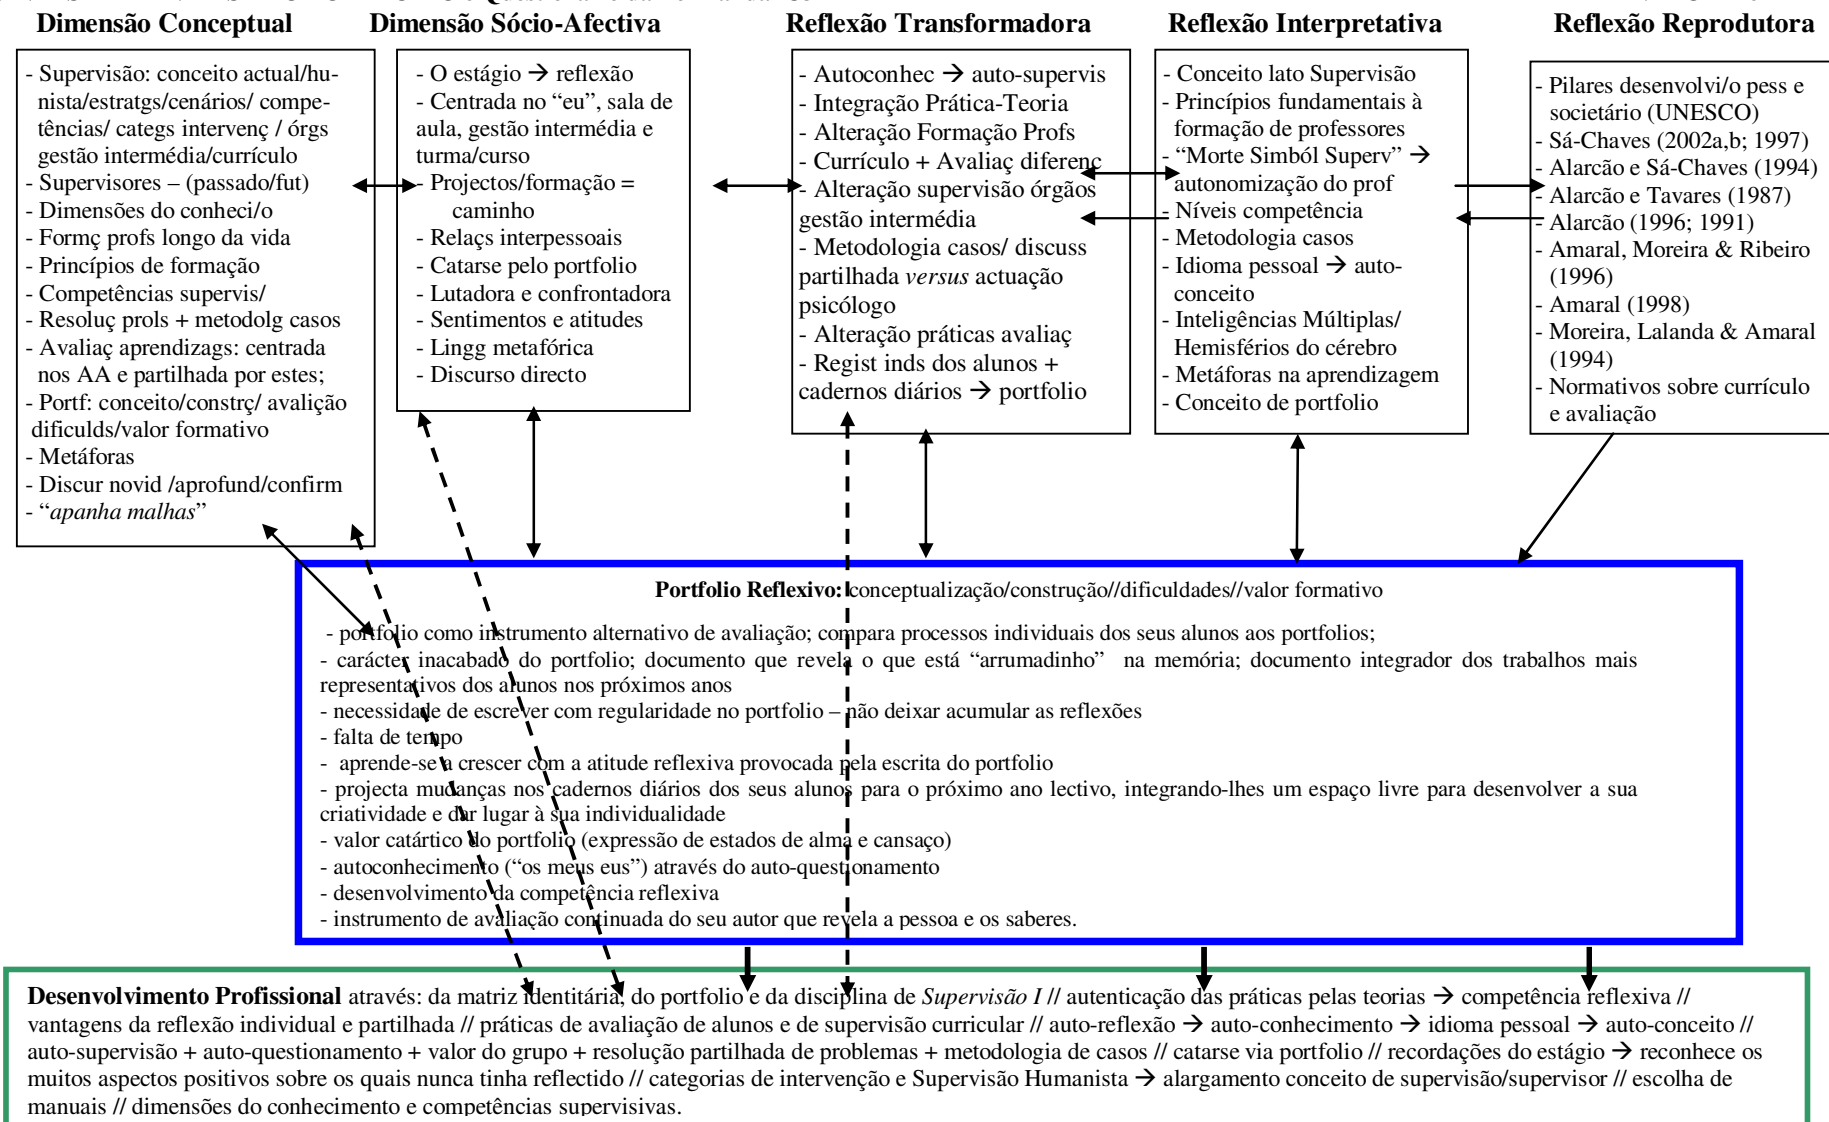 Dimensão Conceptual
- Supervisão: conceito actual/hu-
nista/estratgs/cenários/ compe-
tências/ categs intervenç / órgs
gestão intermédia/currículo
- Supervisores – (passado/fut)
- Dimensões do conheci/o
- Formç profs longo da vida
- Princípios de formação
- Competências supervis/
- Resoluç prols + metodolg casos
- Avaliaç aprendizags: centrada
nos AA e partilhada por estes;
- Portf: conceito/constrç/ avalição
dificulds/valor formativo
- Metáforas
- Discur novid /aprofund/confirm
- “apanha malhas”
Dimensão Sócio-Afectiva
- O estágio → reflexão
- Centrada no “eu”, sala de
aula, gestão intermédia e
turma/curso
- Projectos/formação =
caminho
- Relaçs interpessoais
- Catarse pelo portfolio
- Lutadora e confrontadora
- Sentimentos e atitudes
- Lingg metafórica
- Discurso directo
Reflexão Transformadora
- Autoconhec → auto-supervis
- Integração Prática-Teoria
- Alteração Formação Profs
- Currículo + Avaliaç diferenc
- Alteração supervisão órgãos
gestão intermédia
- Metodologia casos/ discuss
partilhada versus actuação
psicólogo
- Alteração práticas avaliaç
- Regist inds dos alunos +
cadernos diários → portfolio
Reflexão Interpretativa
- Conceito lato Supervisão
- Princípios fundamentais à
formação de professores
- “Morte Simból Superv” →
autonomização do prof
- Níveis competência
- Metodologia casos
- Idioma pessoal → auto-
conceito
- Inteligências Múltiplas/
Hemisférios do cérebro
- Metáforas na aprendizagem
- Conceito de portfolio
Reflexão Reprodutora
- Pilares desenvolvi/o pess e
societário (UNESCO)
- Sá-Chaves (2002a,b; 1997)
- Alarcão e Sá-Chaves (1994)
- Alarcão e Tavares (1987)
- Alarcão (1996; 1991)
- Amaral, Moreira & Ribeiro
(1996)
- Amaral (1998)
- Moreira, Lalanda & Amaral
(1994)
- Normativos sobre currículo
e avaliação
Portfolio Reflexivo: conceptualização/construção//dificuldades//valor formativo
- portfolio como instrumento alternativo de avaliação; compara processos individuais dos seus alunos aos portfolios;
- carácter inacabado do portfolio; documento que revela o que está “arrumadinho” na memória; documento integrador dos trabalhos mais
representativos dos alunos nos próximos anos
- necessidade de escrever com regularidade no portfolio – não deixar acumular as reflexões
- falta de tempo
- aprende-se a crescer com a atitude reflexiva provocada pela escrita do portfolio
- projecta mudanças nos cadernos diários dos seus alunos para o próximo ano lectivo, integrando-lhes um espaço livre para desenvolver a sua
criatividade e dar lugar à sua individualidade
- valor catártico do portfolio (expressão de estados de alma e cansaço)
- autoconhecimento (“os meus eus”) através do auto-questionamento
- desenvolvimento da competência reflexiva
- instrumento de avaliação continuada do seu autor que revela a pessoa e os saberes.
Desenvolvimento Profissional através: da matriz identitária, do portfolio e da disciplina de Supervisão I // autenticação das práticas pelas teorias → competência reflexiva //
vantagens da reflexão individual e partilhada // práticas de avaliação de alunos e de supervisão curricular // auto-reflexão → auto-conhecimento → idioma pessoal → auto-conceito //
auto-supervisão + auto-questionamento + valor do grupo + resolução partilhada de problemas + metodologia de casos // catarse via portfolio // recordações do estágio → reconhece os
muitos aspectos positivos sobre os quais nunca tinha reflectido // categorias de intervenção e Supervisão Humanista → alargamento conceito de supervisão/supervisor // escolha de
manuais // dimensões do conhecimento e competências supervisivas.